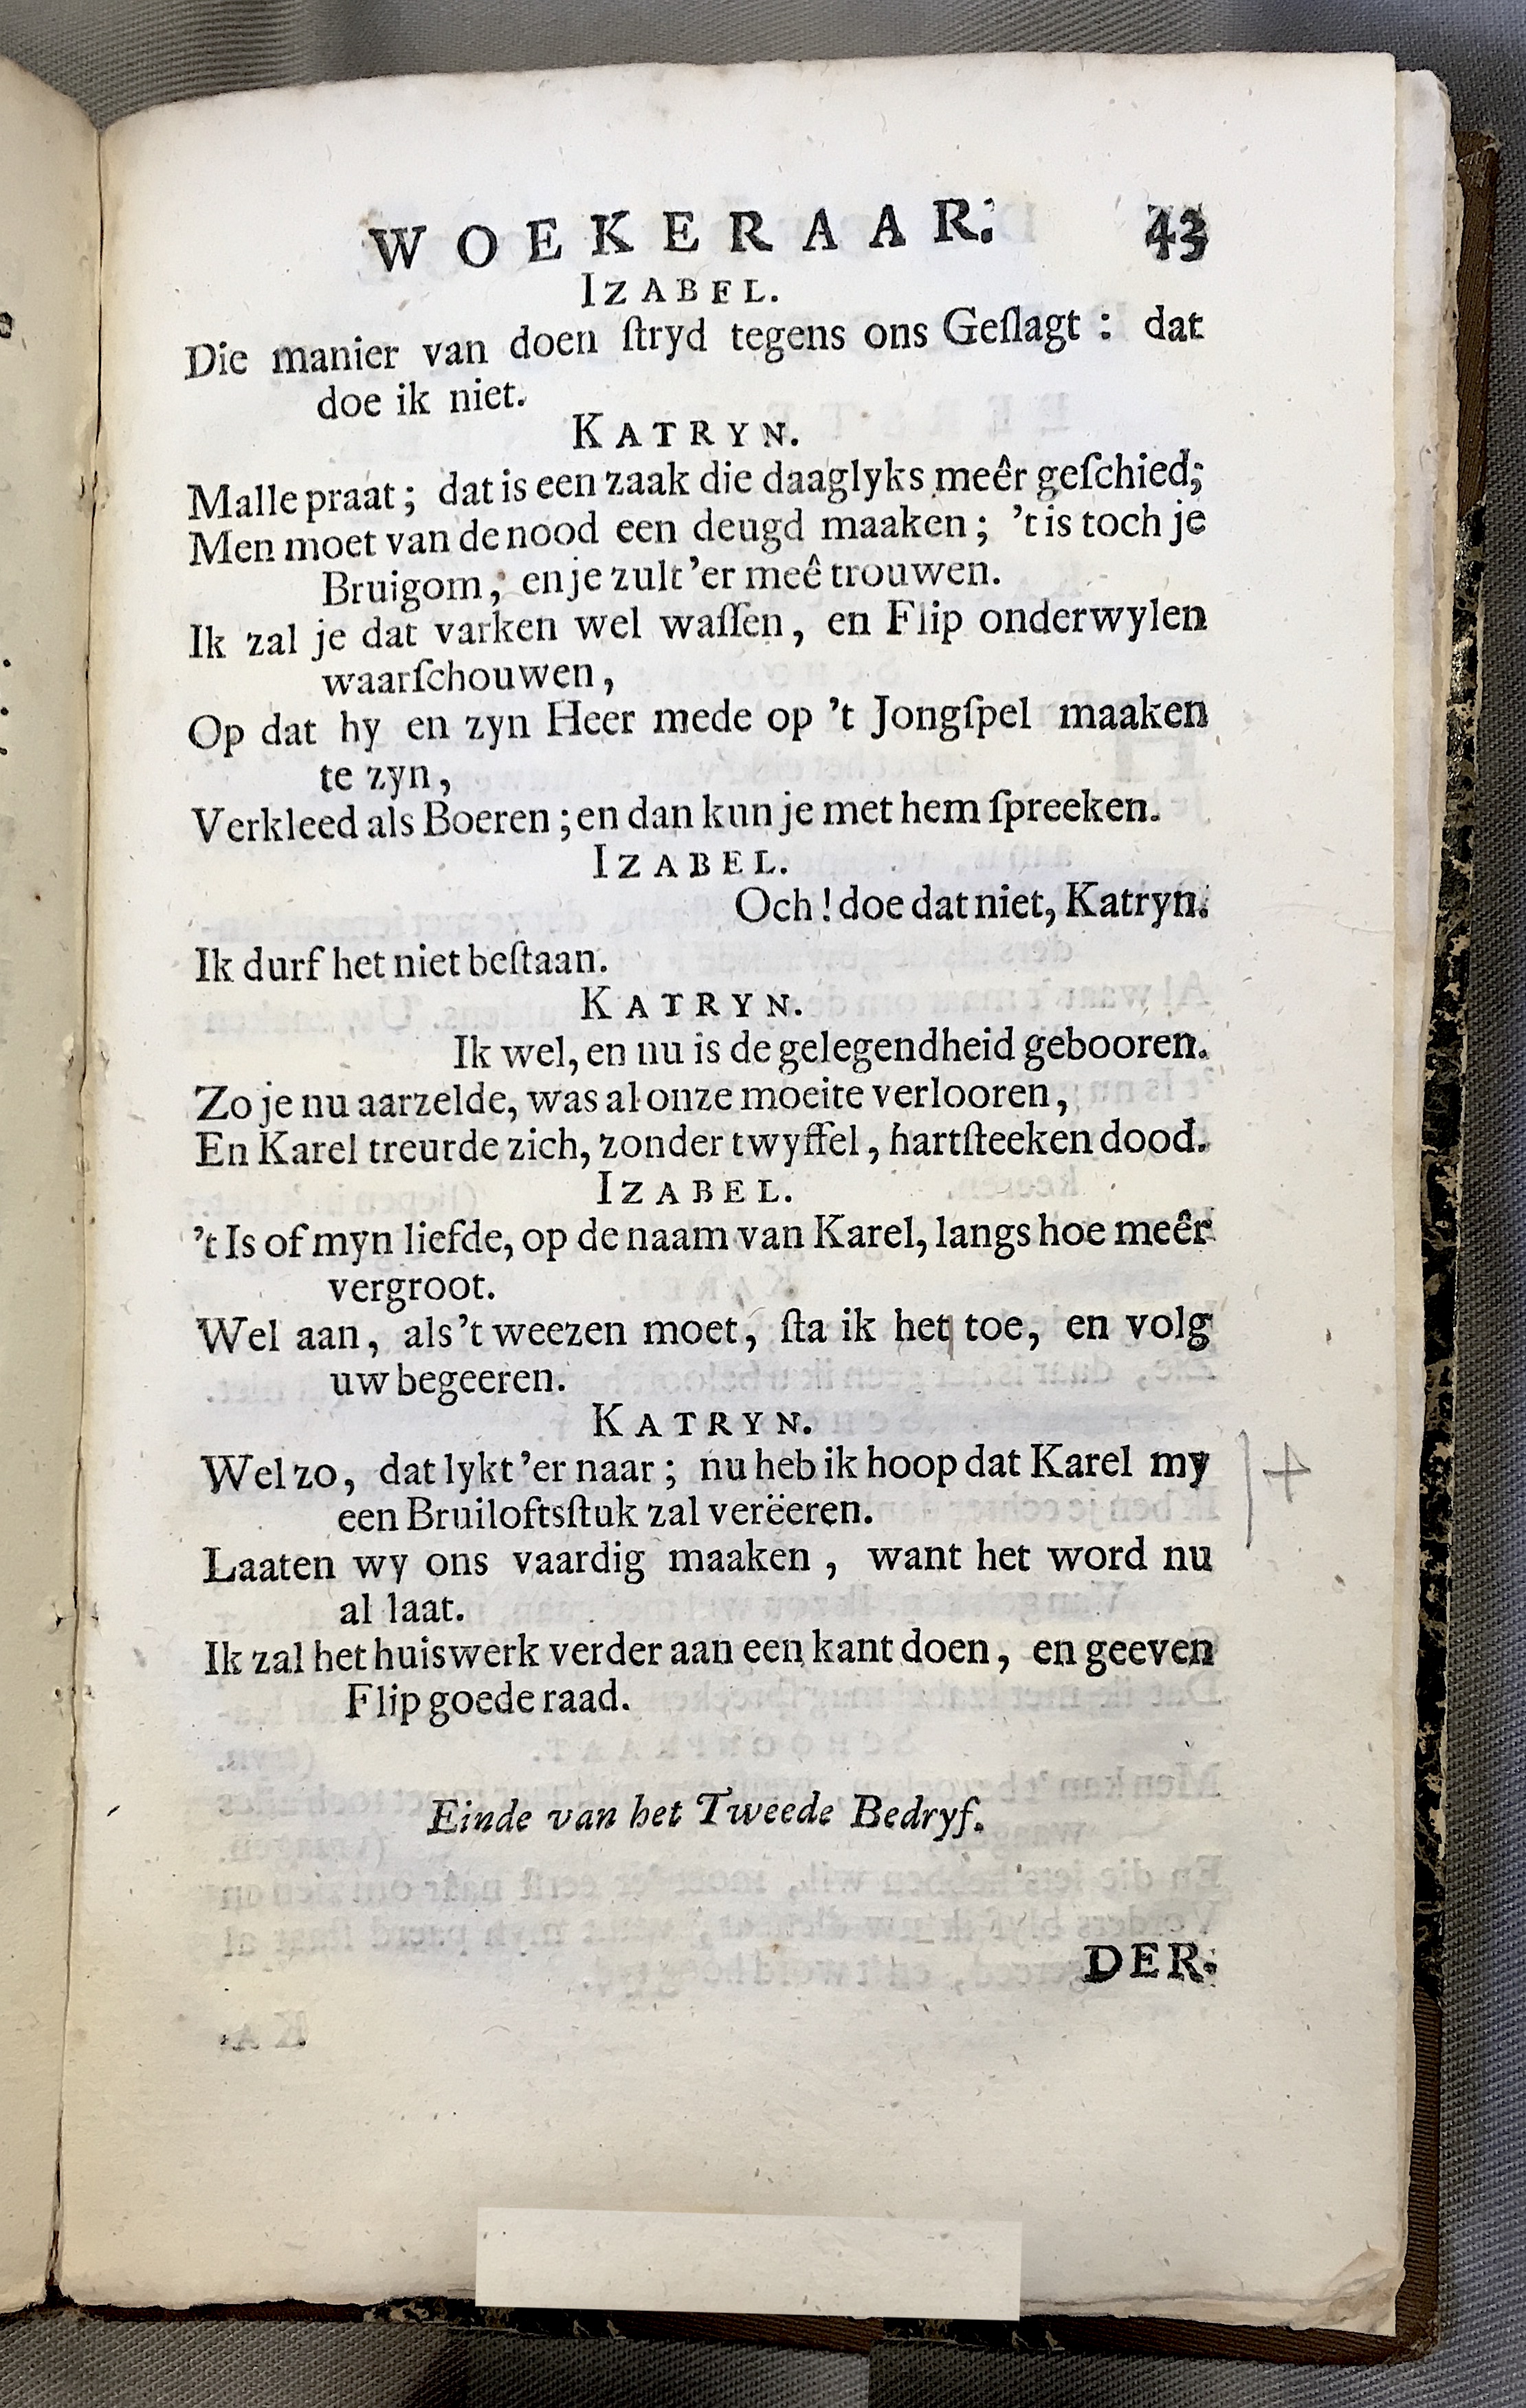 WOEKERAAR. 43
IZABEL.
Die manier van doen ſtryd tegens ons Geſlagt : dat
doe ik niet.
KATRYN.
Malle praat ; dat is een zaak die daaglyks meêr geſchied;
Men moet van de nood een deugd maaken ; 't is toch je
Bruigom, en je zult 'er meê trouwen.
Ik zal je dat varken wel waſſen, en Flip onderwylen
waarſchouwen,
Op dat hy en zyn Heer mede op 't Jongſpel maaken
te zyn,
Verkleed als Boeren ; en dan kun je met hem ſpreeken.
IZABEL.
Och ! doe dat niet, Katryn.
Ik durf het niet beſtaan.
KATRYN.
Ik wel, en nu is de gelegendheid gebooren.
Zo je nu aarzelde, was al onze moeite verlooren,
En Karel treurde zich, zonder twyffel, hartſteeken dood.
IZABEL.
't Is of myn liefde, op de naam van Karel, langs hoe meêr
vergroot.
Wel aan, als 't weezen moet, ſta ik het toe, en volg
uw begeeren.
KATRYN.
Wel zo, dat lykt 'er naar ; nu heb ik hoop dat Karel my
een Bruiloftsſtuk zal verëeren.
Laaten wy ons vaardig maaken, want het word nu
al laat.
Ik zal het huiswerk verder aan een kant doen, en geeven
Flip goede raad.
Einde van het Tweede Bedryf.
DER.